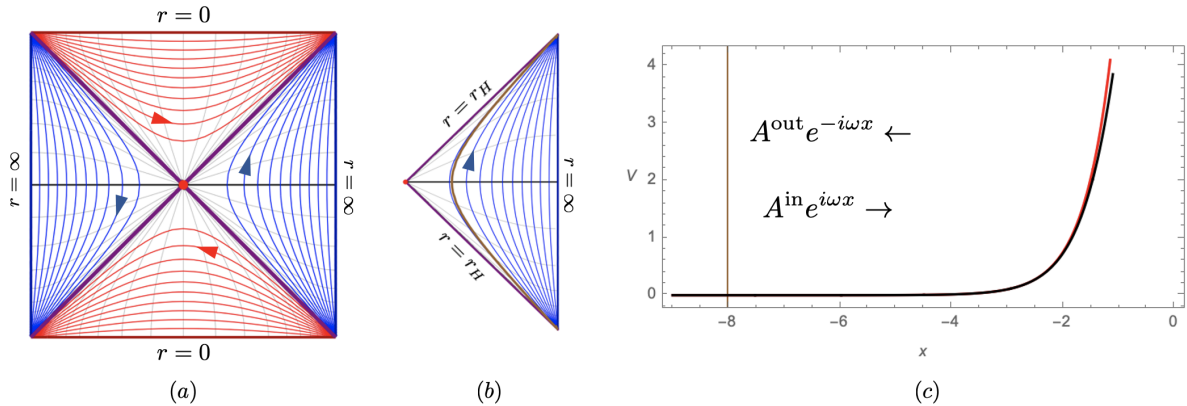 r = 0
r = ∞
r = ∞
r = 0
(a)
r = r_H
r = ∞
r = r_H
(b)
4
3
2
1
0
V
A^out e^{-iωx} ←
A^in e^{iωx} →
−8
−6
−4
−2
0
x
(c)